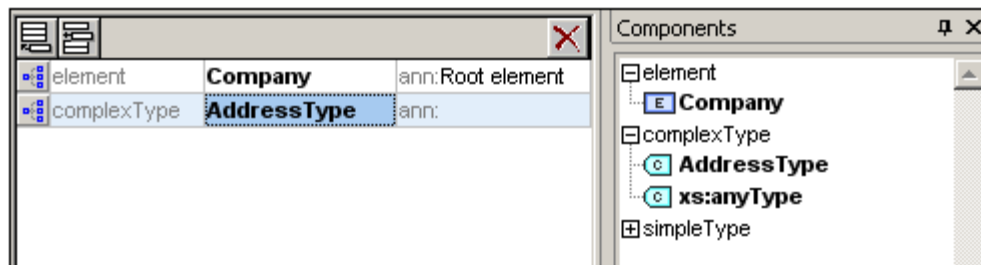 element Company ann:Root element
complexType AddressType ann:
Components
element
E Company
complexType
C AddressType
C xs:anyType
simpleType